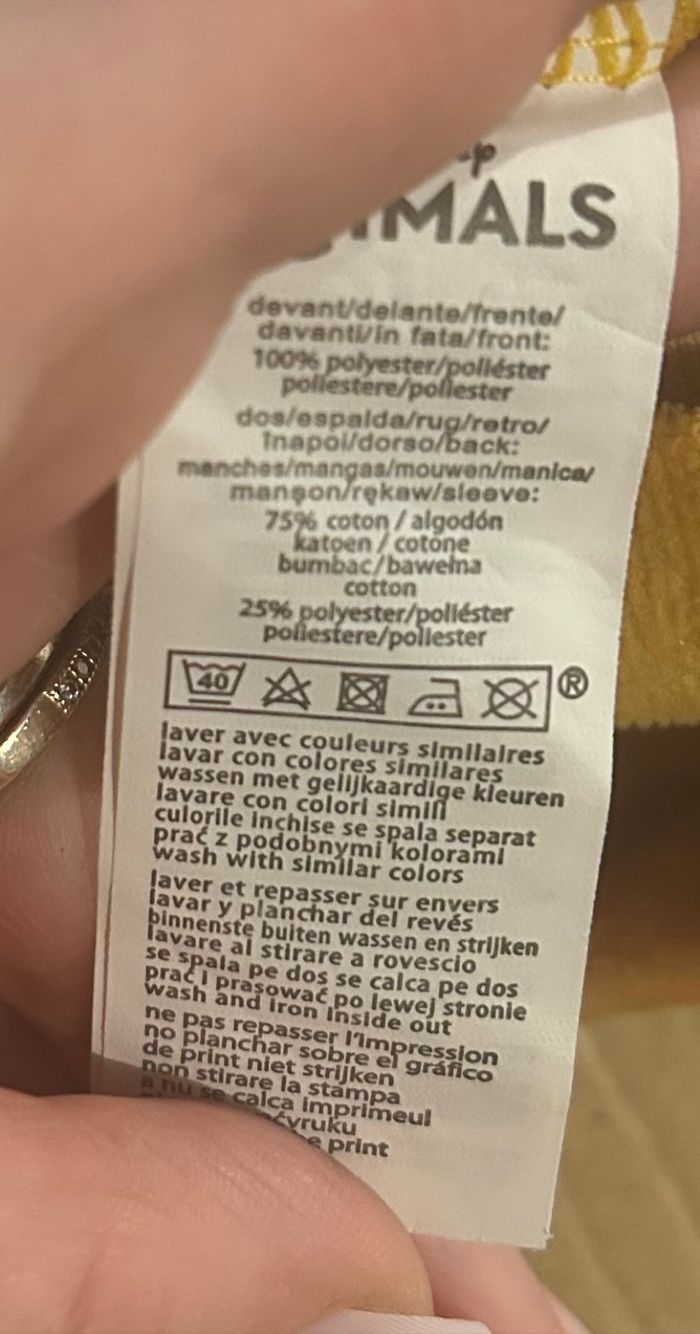 MALS
devant/delante/frente/
davanti/in fata/front:
100% polyester/poliéster
poliestere/poliester
dos/espalda/rug/retro/
înapoi/dorso/back:
manches/mangas/mouwen/manica/
manşon/rękaw/sleeve:
75% coton / algodón
katoen / cotone
bumbac/bawełna
cotton
25% polyester/poliéster
poliestere/poliester
40
®
laver avec couleurs similaires
lavar con colores similares
wassen met gelijkaardige kleuren
lavare con colori simili
culorile inchise se spala separat
prać z podobnymi kolorami
wash with similar colors
laver et repasser sur envers
lavar y planchar del revés
binnenste buiten wassen en strijken
lavare al stirare a rovescio
se spala pe dos se calca pe dos
prać i prasować po lewej stronie
wash and iron inside out
ne pas repasser l'impression
no planchar sobre el gráfico
de print niet strijken
non stirare la stampa
a nu se calca imprimeul
print